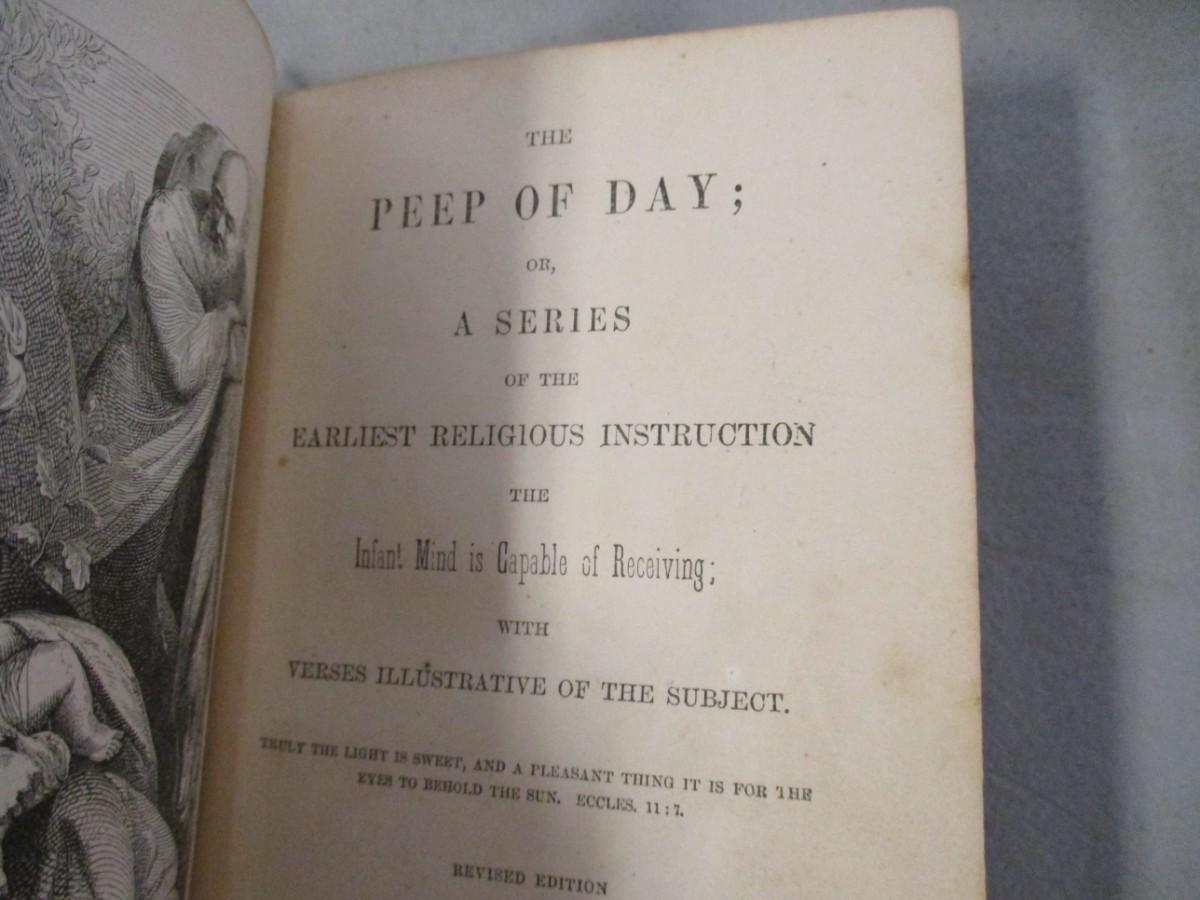 THE
PEEP OF DAY;
OR,
A SERIES
OF THE
EARLIEST RELIGIOUS INSTRUCTION
THE
Infant Mind is Capable of Receiving;
WITH
VERSES ILLUSTRATIVE OF THE SUBJECT.
TRULY THE LIGHT IS SWEET, AND A PLEASANT THING IT IS FOR THE
EYES TO BEHOLD THE SUN. ECCLES. 11:7.
REVISED EDITION